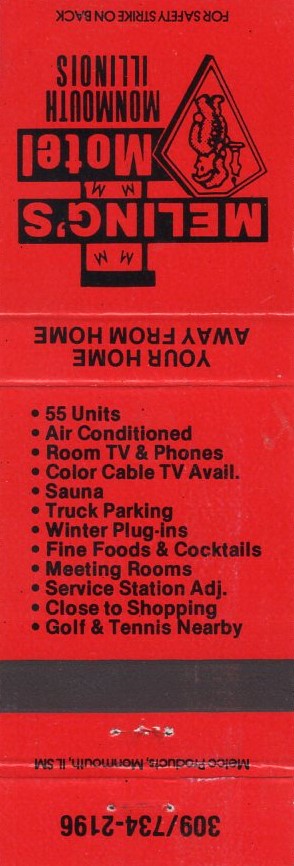 FOR SAFETY STRIKE ON BACK
MELING'S
Motel
MONMOUTH
ILLINOIS
YOUR HOME
AWAY FROM HOME
• 55 Units
• Air Conditioned
• Room TV & Phones
• Color Cable TV Avail.
• Sauna
• Truck Parking
• Winter Plug-ins
• Fine Foods & Cocktails
• Meeting Rooms
• Service Station Adj.
• Close to Shopping
• Golf & Tennis Nearby
Melco Products, Monmouth, IL SM
309/734-2196